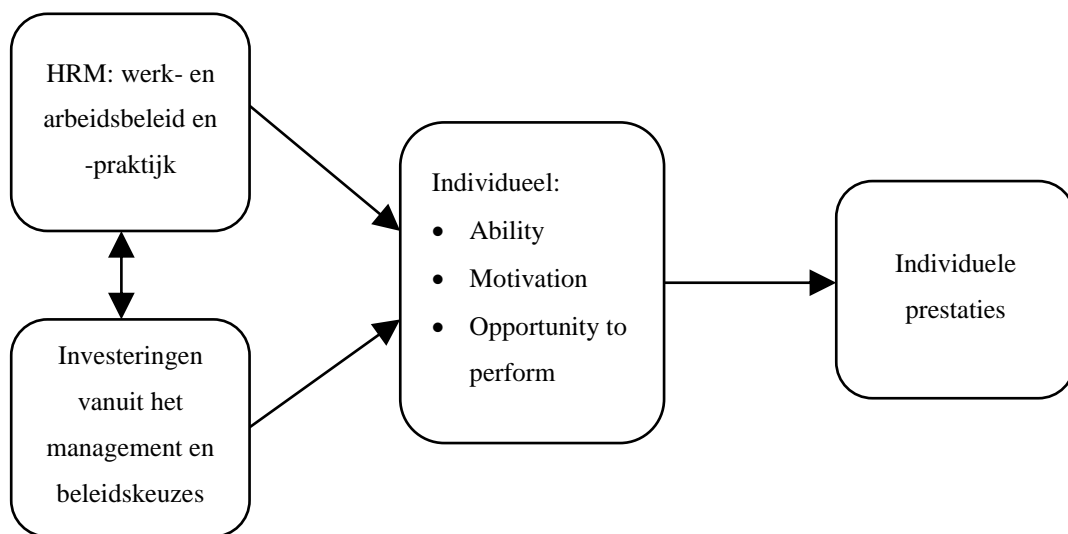 HRM: werk- en
arbeidsbeleid en
-praktijk
Investeringen
vanuit het
management en
beleidskeuzes
Individueel:
• Ability
• Motivation
• Opportunity to
perform
Individuele
prestaties